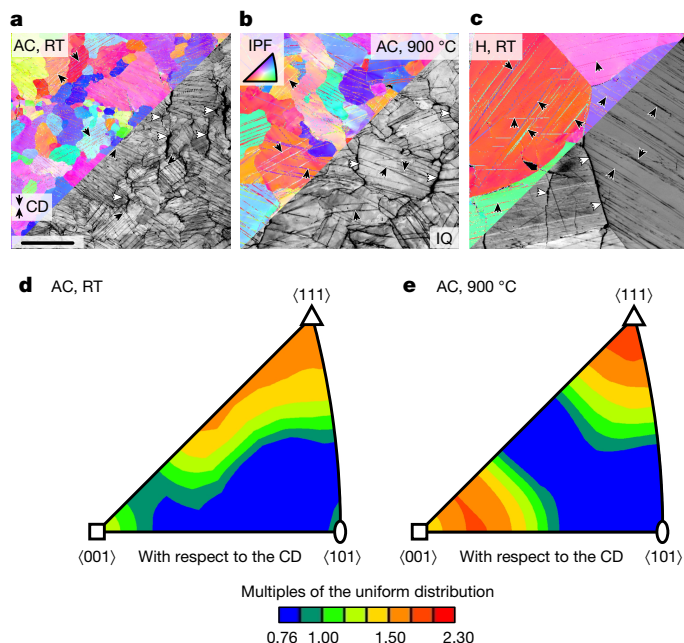 a
AC, RT
CD
b
IPF
AC, 900 °C
IQ
c
H, RT
d AC, RT
⟨111⟩
⟨001⟩
With respect to the CD
⟨101⟩
e AC, 900 °C
⟨111⟩
⟨001⟩
With respect to the CD
⟨101⟩
Multiples of the uniform distribution
0.76 1.00 1.50 2.30